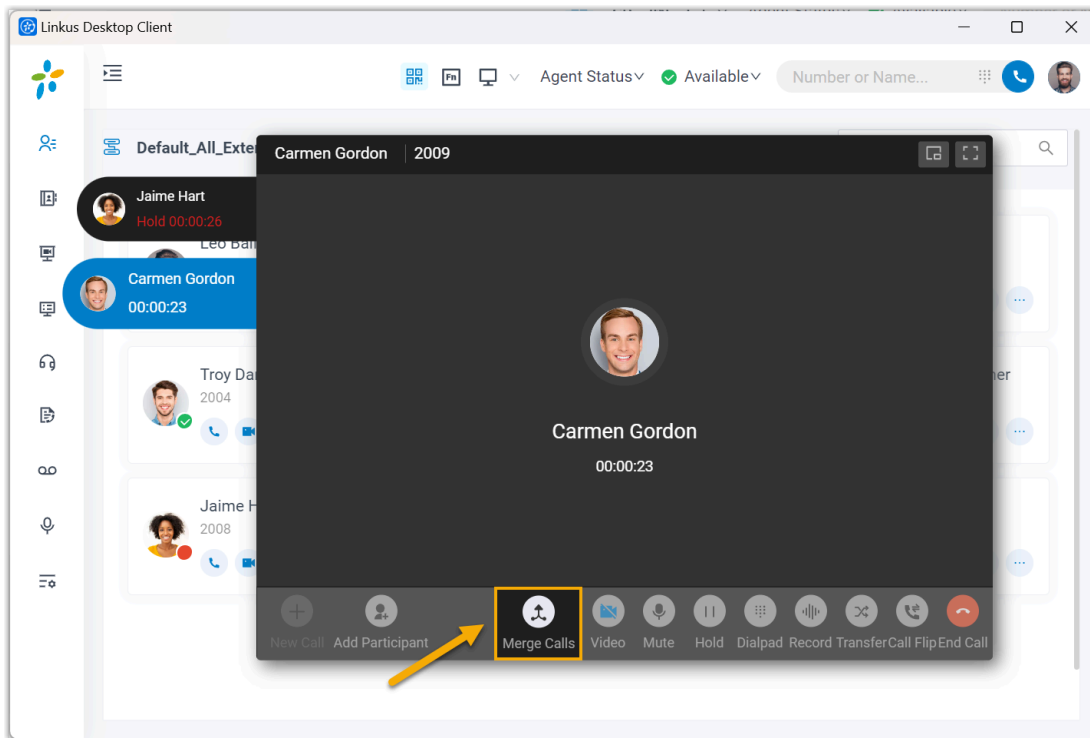 Linkus Desktop Client
Fn
Agent Status
Available
Number or Name...
Default_All_Exte
Carmen Gordon 2009
Jaime Hart
Hold 00:00:26
Carmen Gordon
00:00:23
Troy Da
2004
Carmen Gordon
00:00:23
Jaime H
2008
New Call
Add Participant
Merge Calls
Video
Mute
Hold
Dialpad
Record
Transfer
Call Flip
End Call